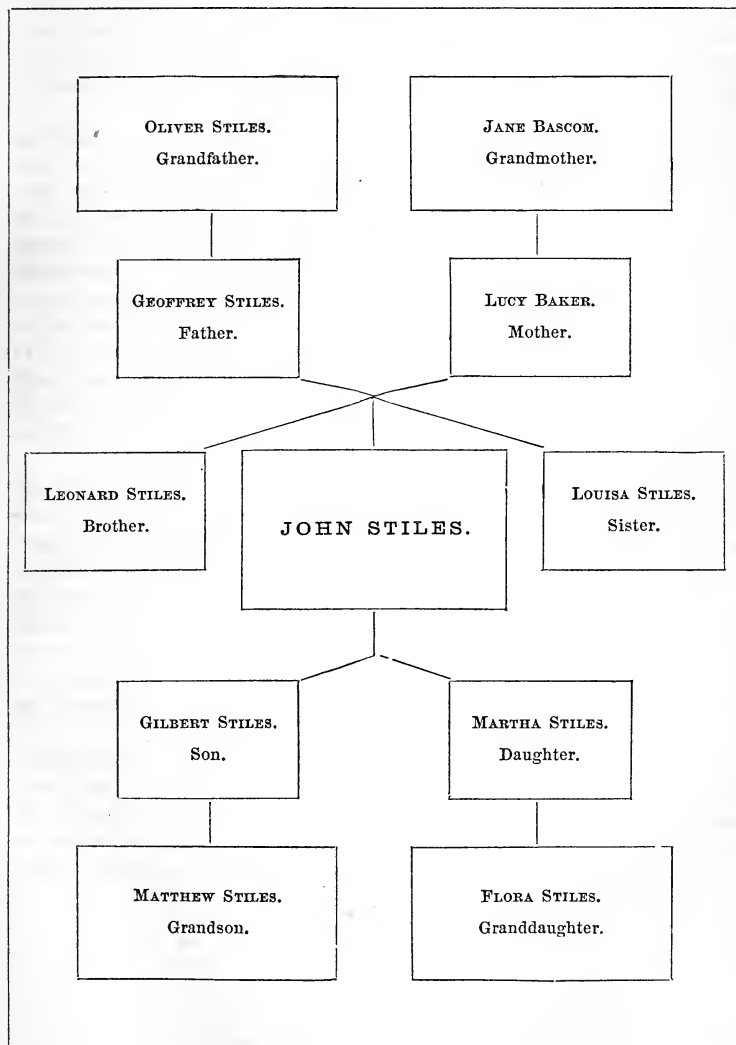 OLIVER STILES.
Grandfather.
JANE BASCOM.
Grandmother.
GEOFFREY STILES.
Father.
LUCY BAKER.
Mother.
LEONARD STILES.
Brother.
JOHN STILES.
LOUISA STILES.
Sister.
GILBERT STILES.
Son.
MARTHA STILES.
Daughter.
MATTHEW STILES.
Grandson.
FLORA STILES.
Granddaughter.